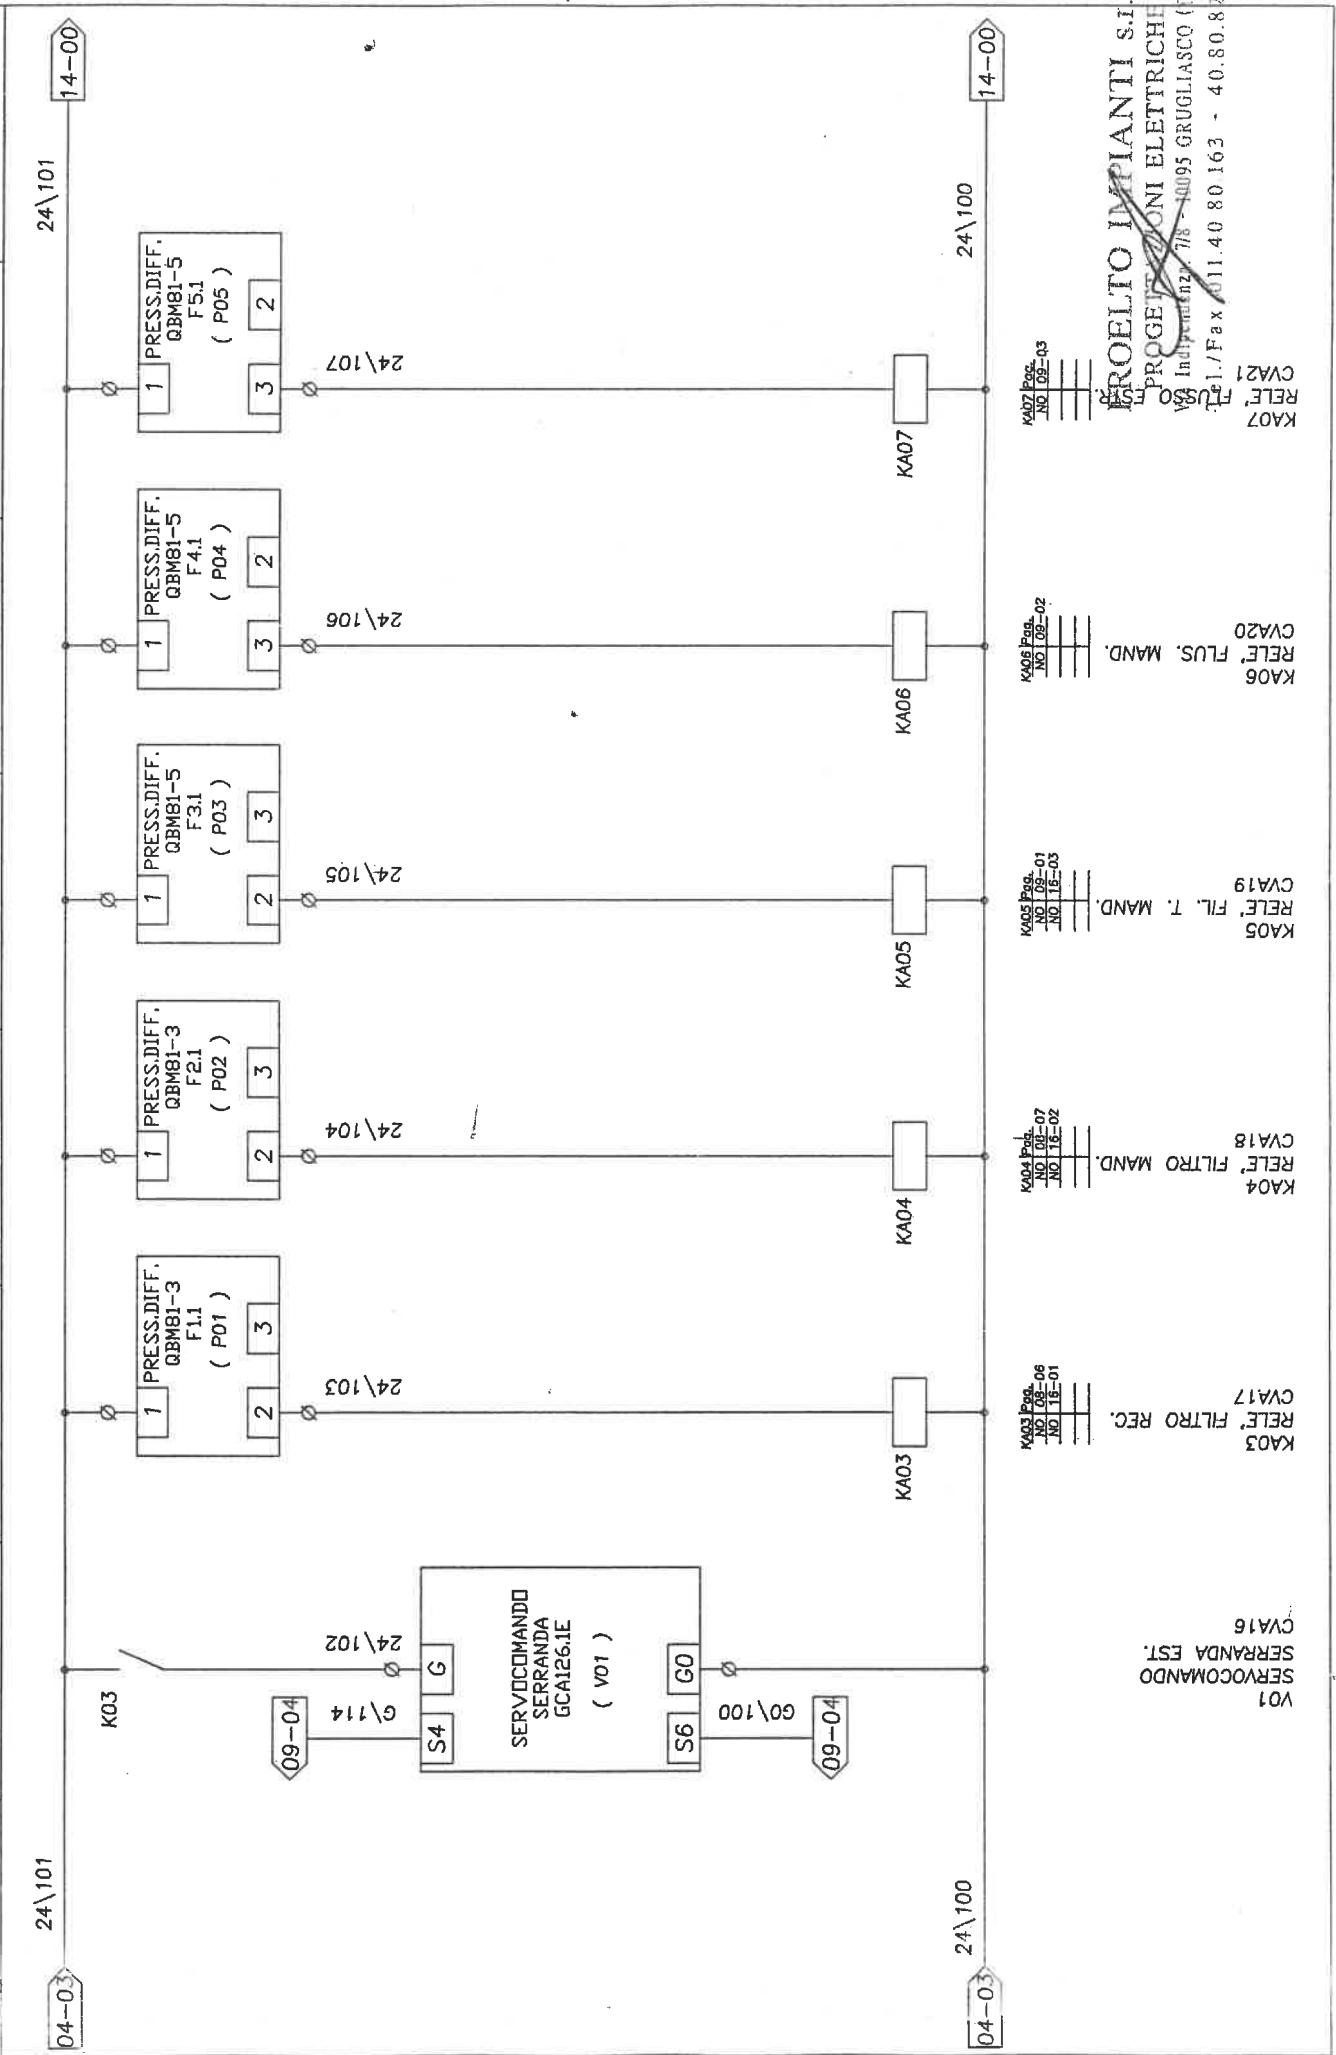 04-03
24\101
24\101
14-00
K03
09-04
G\114
24\102
S4
G
SERVOCOMANDO
SERRANDA
GCA126.1E
( V01 )
S6
G0
G0\100
09-04
1
PRESS.DIFF.
QBM81-3
F1.1
( P01 )
2
3
24\103
KA03
1
PRESS.DIFF.
QBM81-3
F2.1
( P02 )
2
3
24\104
KA04
1
PRESS.DIFF.
QBM81-5
F3.1
( P03 )
2
3
24\105
KA05
1
PRESS.DIFF.
QBM81-5
F4.1
( P04 )
3
2
24\106
KA06
1
PRESS.DIFF.
QBM81-5
F5.1
( P05 )
3
2
24\107
KA07
04-03
24\100
24\100
14-00
V01
SERVOCOMANDO
SERRANDA EST.
CVA16
KA03 Pag.
NO 08-06
NO 16-01
KA03
RELE' FILTRO REC.
CVA17
KA04 Pag.
NO 08-07
NO 16-02
KA04
RELE' FILTRO MAND.
CVA18
KA05 Pag.
NO 09-01
NO 16-03
KA05
RELE' FIL. T. MAND.
CVA19
KA06 Pag.
NO 09-02
KA06
RELE' FLUS. MAND.
CVA20
KA07 Pag.
NO 09-03
KA07
RELE' FLUSSO ESTR.
CVA21
PROELTO IMPIANTI s.r.
PROGETTAZIONI ELETTRICHE
Via Indipendenza, 7/8 - 10095 GRUGLIASCO
Tel./Fax 011.40 80 163 - 40.80.8